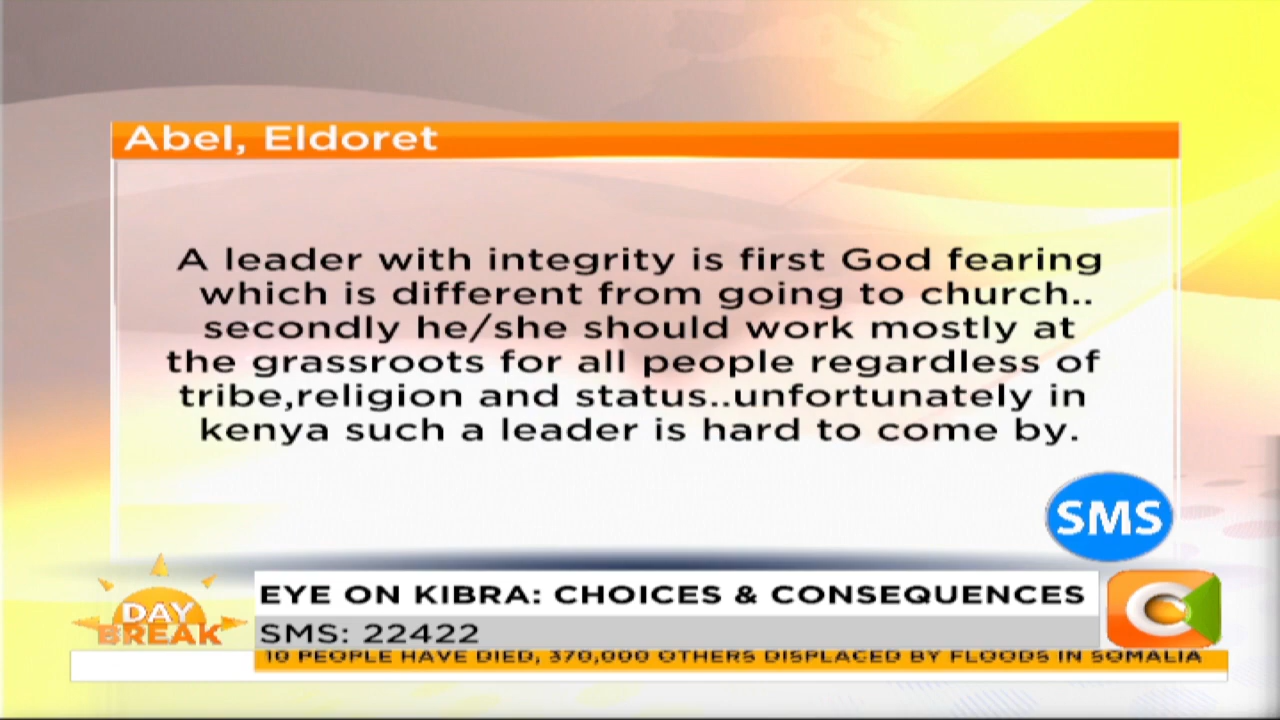 Abel, Eldoret
A leader with integrity is first God fearing
which is different from going to church..
secondly he/she should work mostly at
the grassroots for all people regardless of
tribe,religion and status..unfortunately in
kenya such a leader is hard to come by.
SMS
DAY
BREAK
EYE ON KIBRA: CHOICES & CONSEQUENCES
SMS: 22422
10 PEOPLE HAVE DIED, 370,000 OTHERS DISPLACED BY FLOODS IN SOMALIA